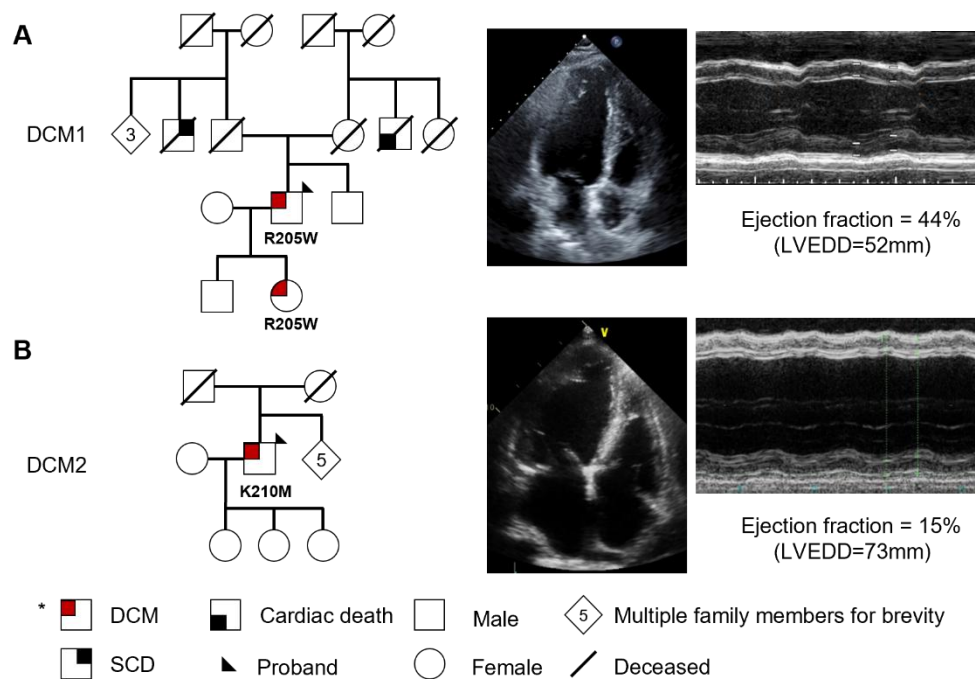 A
DCM1
3
R205W
R205W
Ejection fraction = 44%
(LVEDD=52mm)
B
DCM2
5
K210M
V
Ejection fraction = 15%
(LVEDD=73mm)
* DCM
Cardiac death
Male
5 Multiple family members for brevity
SCD
Proband
Female
Deceased